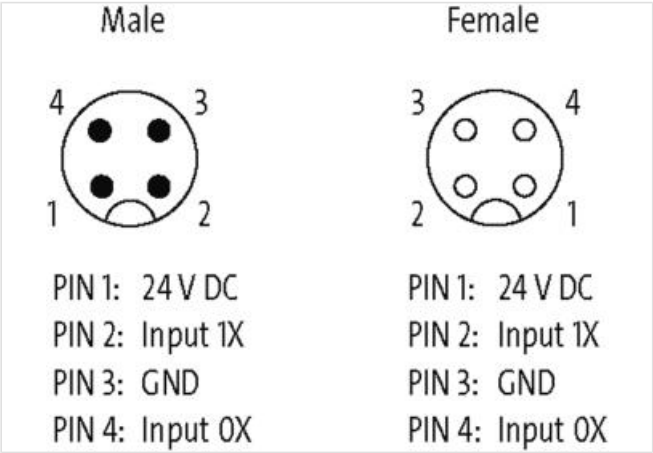 Male Female
4 3 3 4
1 2 2 1
PIN 1: 24 V DC PIN 1: 24 V DC
PIN 2: Input 1X PIN 2: Input 1X
PIN 3: GND PIN 3: GND
PIN 4: Input 0X PIN 4: Input 0X